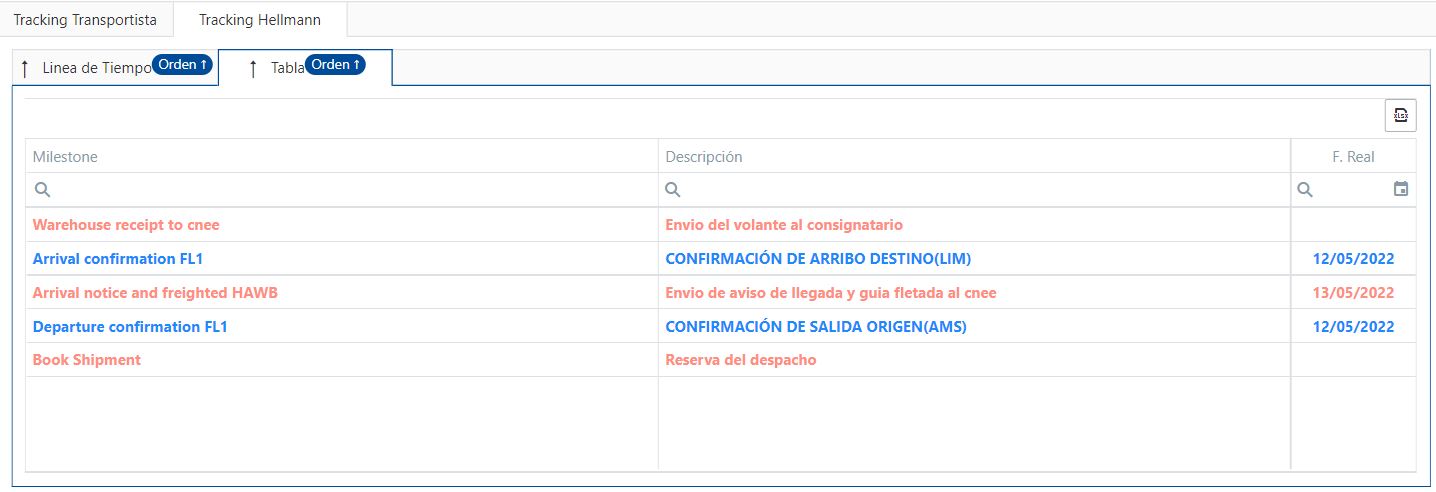 Tracking Transportista Tracking Hellmann
Linea de Tiempo Orden ↑ Tabla Orden ↑
XLSX
Milestone Descripción F. Real
Warehouse receipt to cnee Envio del volante al consignatario
Arrival confirmation FL1 CONFIRMACIÓN DE ARRIBO DESTINO(LIM) 12/05/2022
Arrival notice and freighted HAWB Envio de aviso de llegada y guia fletada al cnee 13/05/2022
Departure confirmation FL1 CONFIRMACIÓN DE SALIDA ORIGEN(AMS) 12/05/2022
Book Shipment Reserva del despacho